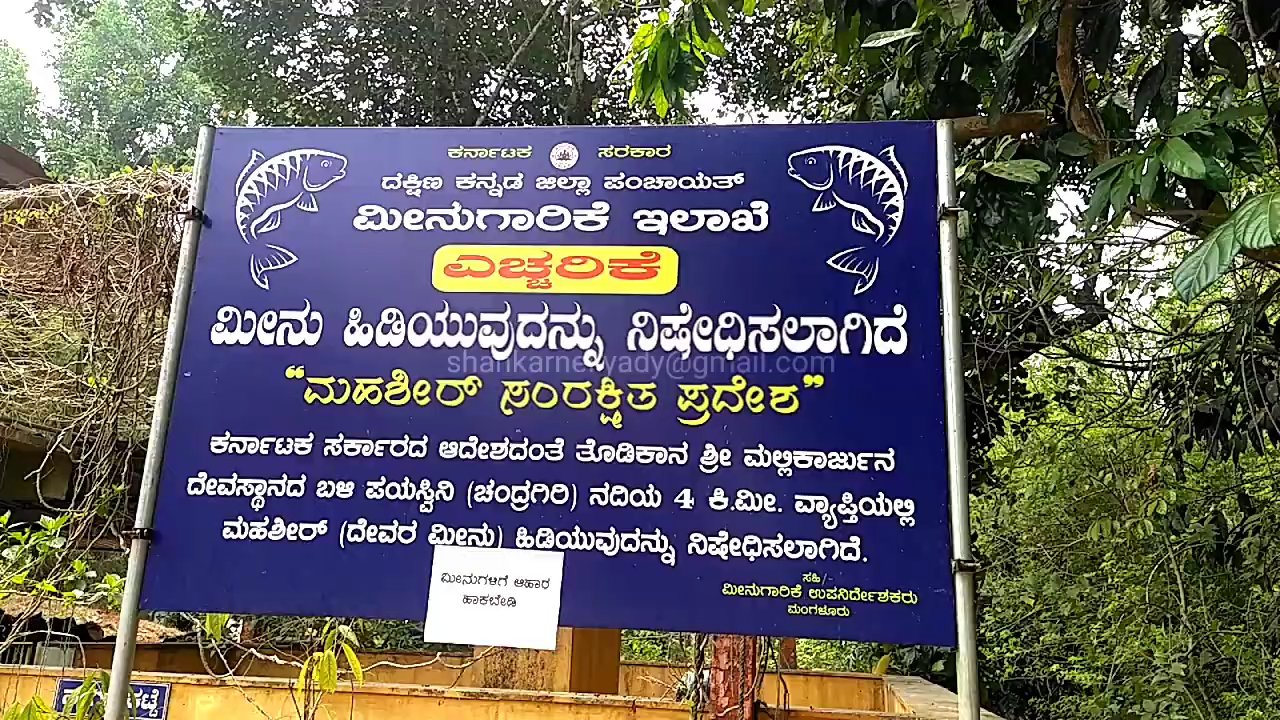 ಕರ್ನಾಟಕ ಸರಕಾರ
ದಕ್ಷಿಣ ಕನ್ನಡ ಜಿಲ್ಲಾ ಪಂಚಾಯತ್
ಮೀನುಗಾರಿಕೆ ಇಲಾಖೆ
ಎಚ್ಚರಿಕೆ
ಮೀನು ಹಿಡಿಯುವುದನ್ನು ನಿಷೇಧಿಸಲಾಗಿದೆ
shankarnettyady@gmail.com
“ಮಹಶೀರ್ ಸಂರಕ್ಷಿತ ಪ್ರದೇಶ”
ಕರ್ನಾಟಕ ಸರ್ಕಾರದ ಆದೇಶದಂತೆ ತೊಡಿಕಾನ ಶ್ರೀ ಮಲ್ಲಿಕಾರ್ಜುನ
ದೇವಸ್ಥಾನದ ಬಳಿ ಪಯಸ್ವಿನಿ (ಚಂದ್ರಗಿರಿ) ನದಿಯ 4 ಕಿ.ಮೀ. ವ್ಯಾಪ್ತಿಯಲ್ಲಿ
ಮಹಶೀರ್ (ದೇವರ ಮೀನು) ಹಿಡಿಯುವುದನ್ನು ನಿಷೇಧಿಸಲಾಗಿದೆ.
ಮೀನುಗಳಿಗೆ ಆಹಾರ
ಹಾಕಬೇಡಿ
ಸಹಿ/-
ಮೀನುಗಾರಿಕೆ ಉಪನಿರ್ದೇಶಕರು
ಮಂಗಳೂರು